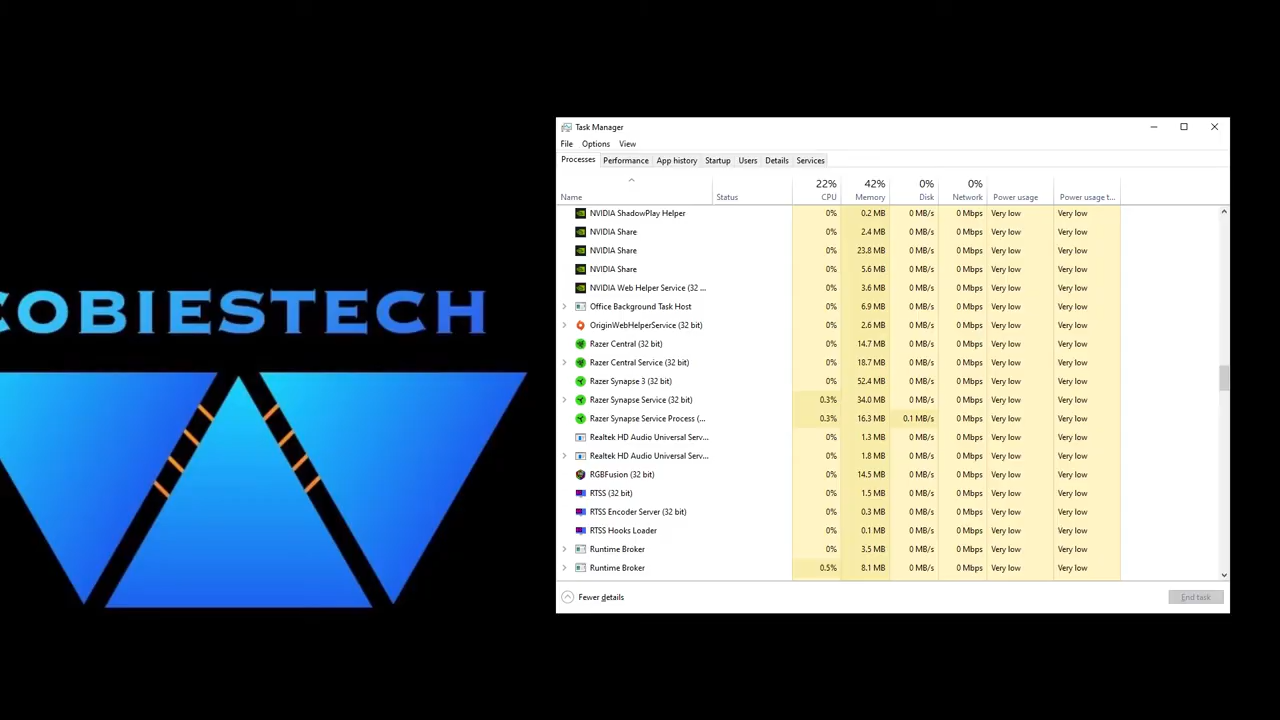 COBIESTECH
Task Manager
File Options View
Processes Performance App history Startup Users Details Services
22% 42% 0% 0%
Name Status CPU Memory Disk Network Power usage Power usage t...
NVIDIA ShadowPlay Helper 0% 0.2 MB 0 MB/s 0 Mbps Very low Very low
NVIDIA Share 0% 2.4 MB 0 MB/s 0 Mbps Very low Very low
NVIDIA Share 0% 23.8 MB 0 MB/s 0 Mbps Very low Very low
NVIDIA Share 0% 5.6 MB 0 MB/s 0 Mbps Very low Very low
NVIDIA Web Helper Service (32 ... 0% 3.6 MB 0 MB/s 0 Mbps Very low Very low
Office Background Task Host 0% 6.9 MB 0 MB/s 0 Mbps Very low Very low
OriginWebHelperService (32 bit) 0% 2.6 MB 0 MB/s 0 Mbps Very low Very low
Razer Central (32 bit) 0% 14.7 MB 0 MB/s 0 Mbps Very low Very low
Razer Central Service (32 bit) 0% 18.7 MB 0 MB/s 0 Mbps Very low Very low
Razer Synapse 3 (32 bit) 0% 52.4 MB 0 MB/s 0 Mbps Very low Very low
Razer Synapse Service (32 bit) 0.3% 34.0 MB 0 MB/s 0 Mbps Very low Very low
Razer Synapse Service Process (... 0.3% 16.3 MB 0.1 MB/s 0 Mbps Very low Very low
Realtek HD Audio Universal Serv... 0% 1.3 MB 0 MB/s 0 Mbps Very low Very low
Realtek HD Audio Universal Serv... 0% 1.8 MB 0 MB/s 0 Mbps Very low Very low
RGBFusion (32 bit) 0% 14.5 MB 0 MB/s 0 Mbps Very low Very low
RTSS (32 bit) 0% 1.5 MB 0 MB/s 0 Mbps Very low Very low
RTSS Encoder Server (32 bit) 0% 0.3 MB 0 MB/s 0 Mbps Very low Very low
RTSS Hooks Loader 0% 0.1 MB 0 MB/s 0 Mbps Very low Very low
Runtime Broker 0% 3.5 MB 0 MB/s 0 Mbps Very low Very low
Runtime Broker 0.5% 8.1 MB 0 MB/s 0 Mbps Very low Very low
Fewer details End task